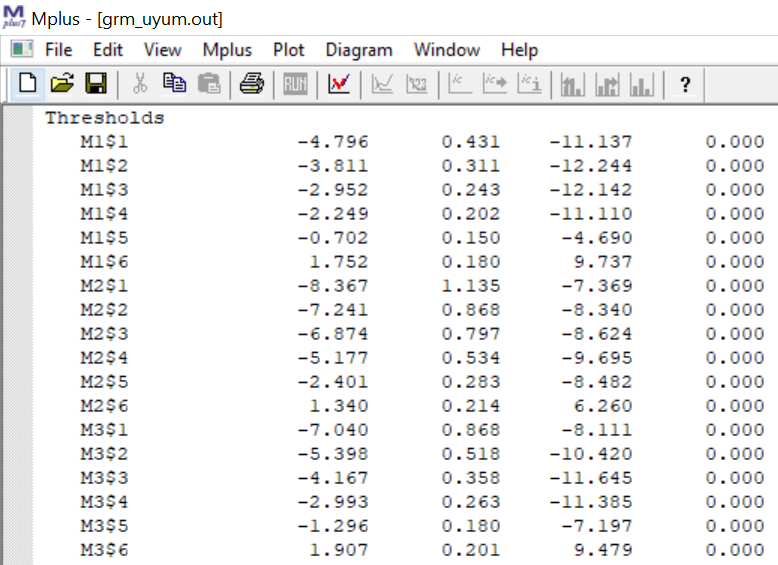 Mplus - [grm_uyum.out]
File Edit View Mplus Plot Diagram Window Help
RUN ?
Thresholds
M1$1 -4.796 0.431 -11.137 0.000
M1$2 -3.811 0.311 -12.244 0.000
M1$3 -2.952 0.243 -12.142 0.000
M1$4 -2.249 0.202 -11.110 0.000
M1$5 -0.702 0.150 -4.690 0.000
M1$6 1.752 0.180 9.737 0.000
M2$1 -8.367 1.135 -7.369 0.000
M2$2 -7.241 0.868 -8.340 0.000
M2$3 -6.874 0.797 -8.624 0.000
M2$4 -5.177 0.534 -9.695 0.000
M2$5 -2.401 0.283 -8.482 0.000
M2$6 1.340 0.214 6.260 0.000
M3$1 -7.040 0.868 -8.111 0.000
M3$2 -5.398 0.518 -10.420 0.000
M3$3 -4.167 0.358 -11.645 0.000
M3$4 -2.993 0.263 -11.385 0.000
M3$5 -1.296 0.180 -7.197 0.000
M3$6 1.907 0.201 9.479 0.000